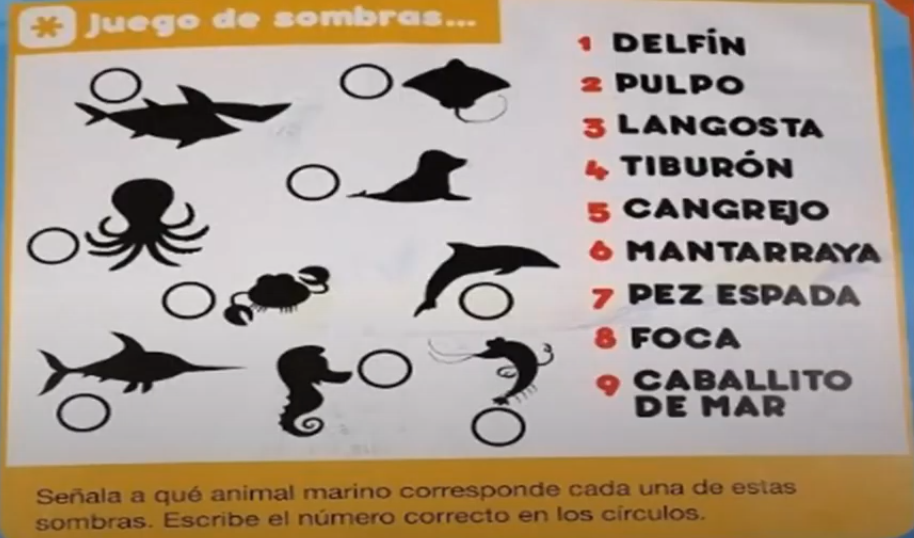 Juego de sombras...
1 DELFÍN
2 PULPO
3 LANGOSTA
4 TIBURÓN
5 CANGREJO
6 MANTARRAYA
7 PEZ ESPADA
8 FOCA
9 CABALLITO
DE MAR
Señala a qué animal marino corresponde cada una de estas
sombras. Escribe el número correcto en los círculos.